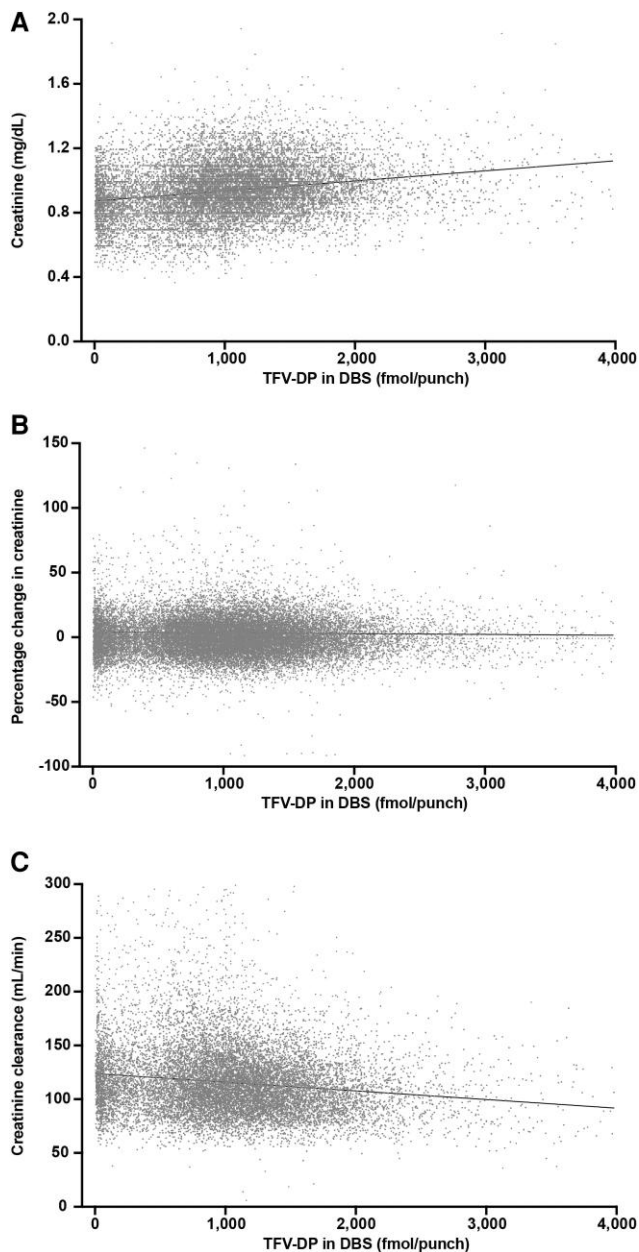 A
2.0
1.6
1.2
0.8
0.4
0.0
Creatinine (mg/dL)
0 1,000 2,000 3,000 4,000
TFV-DP in DBS (fmol/punch)
B
150
100
50
0
-50
-100
Percentage change in creatinine
0 1,000 2,000 3,000 4,000
TFV-DP in DBS (fmol/punch)
C
300
250
200
150
100
50
0
Creatinine clearance (mL/min)
0 1,000 2,000 3,000 4,000
TFV-DP in DBS (fmol/punch)